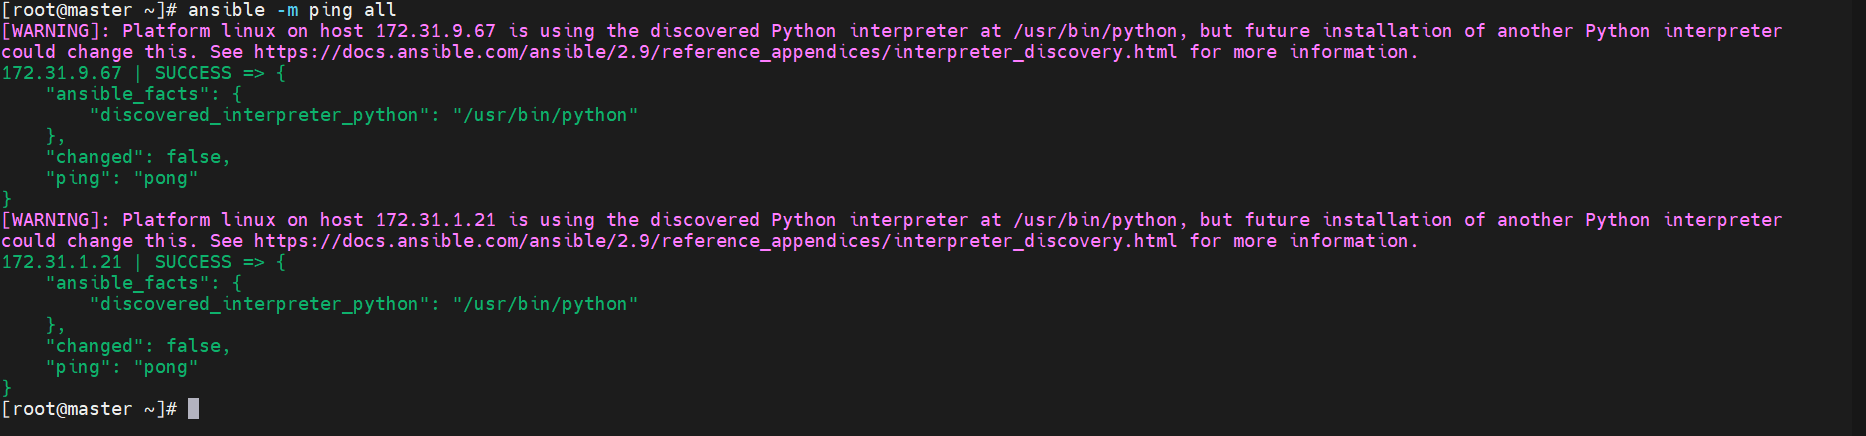 [root@master ~]# ansible -m ping all
[WARNING]: Platform linux on host 172.31.9.67 is using the discovered Python interpreter at /usr/bin/python, but future installation of another Python interpreter
could change this. See https://docs.ansible.com/ansible/2.9/reference_appendices/interpreter_discovery.html for more information.
172.31.9.67 | SUCCESS => {
    "ansible_facts": {
        "discovered_interpreter_python": "/usr/bin/python"
    },
    "changed": false,
    "ping": "pong"
}
[WARNING]: Platform linux on host 172.31.1.21 is using the discovered Python interpreter at /usr/bin/python, but future installation of another Python interpreter
could change this. See https://docs.ansible.com/ansible/2.9/reference_appendices/interpreter_discovery.html for more information.
172.31.1.21 | SUCCESS => {
    "ansible_facts": {
        "discovered_interpreter_python": "/usr/bin/python"
    },
    "changed": false,
    "ping": "pong"
}
[root@master ~]#